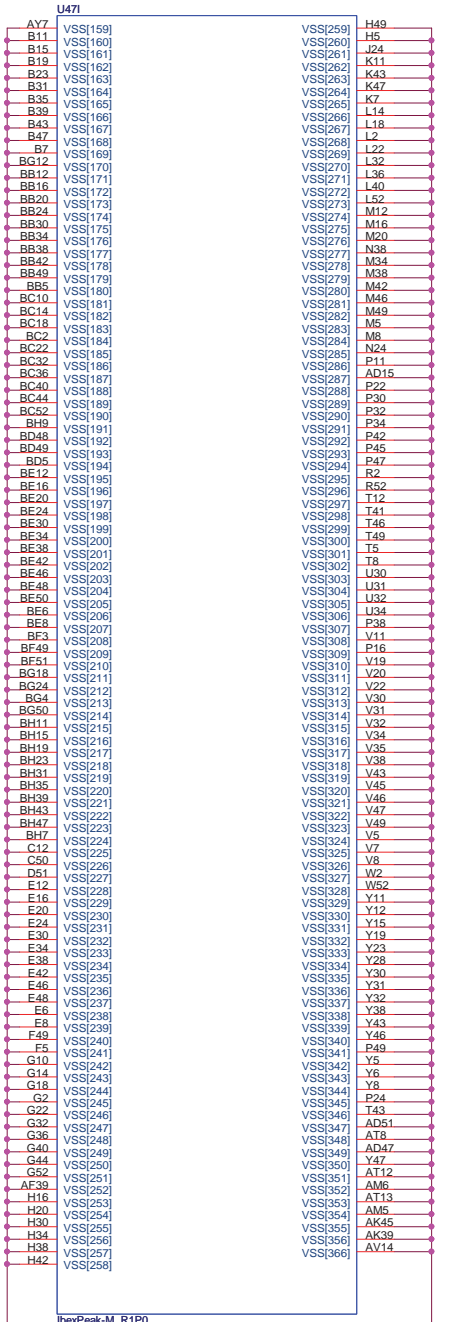 U47I
AY7 VSS[159] VSS[259] H49
B11 VSS[160] VSS[260] H5
B15 VSS[161] VSS[261] J24
B19 VSS[162] VSS[262] K11
B23 VSS[163] VSS[263] K43
B31 VSS[164] VSS[264] K47
B35 VSS[165] VSS[265] K7
B39 VSS[166] VSS[266] L14
B43 VSS[167] VSS[267] L18
B47 VSS[168] VSS[268] L2
B7 VSS[169] VSS[269] L22
BG12 VSS[170] VSS[270] L32
BB12 VSS[171] VSS[271] L36
BB16 VSS[172] VSS[272] L40
BB20 VSS[173] VSS[273] L52
BB24 VSS[174] VSS[274] M12
BB30 VSS[175] VSS[275] M16
BB34 VSS[176] VSS[276] M20
BB38 VSS[177] VSS[277] N38
BB42 VSS[178] VSS[278] M34
BB49 VSS[179] VSS[279] M38
BB5 VSS[180] VSS[280] M42
BC10 VSS[181] VSS[281] M46
BC14 VSS[182] VSS[282] M49
BC18 VSS[183] VSS[283] M5
BC2 VSS[184] VSS[284] M8
BC22 VSS[185] VSS[285] N24
BC32 VSS[186] VSS[286] P11
BC36 VSS[187] VSS[287] AD15
BC40 VSS[188] VSS[288] P22
BC44 VSS[189] VSS[289] P30
BC52 VSS[190] VSS[290] P32
BH9 VSS[191] VSS[291] P34
BD48 VSS[192] VSS[292] P42
BD49 VSS[193] VSS[293] P45
BD5 VSS[194] VSS[294] P47
BE12 VSS[195] VSS[295] R2
BE16 VSS[196] VSS[296] R52
BE20 VSS[197] VSS[297] T12
BE24 VSS[198] VSS[298] T41
BE30 VSS[199] VSS[299] T46
BE34 VSS[200] VSS[300] T49
BE38 VSS[201] VSS[301] T5
BE42 VSS[202] VSS[302] T8
BE46 VSS[203] VSS[303] U30
BE48 VSS[204] VSS[304] U31
BE50 VSS[205] VSS[305] U32
BE6 VSS[206] VSS[306] U34
BE8 VSS[207] VSS[307] P38
BF3 VSS[208] VSS[308] V11
BF49 VSS[209] VSS[309] P16
BF51 VSS[210] VSS[310] V19
BG18 VSS[211] VSS[311] V20
BG24 VSS[212] VSS[312] V22
BG4 VSS[213] VSS[313] V30
BG50 VSS[214] VSS[314] V31
BH11 VSS[215] VSS[315] V32
BH15 VSS[216] VSS[316] V34
BH19 VSS[217] VSS[317] V35
BH23 VSS[218] VSS[318] V38
BH31 VSS[219] VSS[319] V43
BH35 VSS[220] VSS[320] V45
BH39 VSS[221] VSS[321] V46
BH43 VSS[222] VSS[322] V47
BH47 VSS[223] VSS[323] V49
BH7 VSS[224] VSS[324] V5
C12 VSS[225] VSS[325] V7
C50 VSS[226] VSS[326] V8
D51 VSS[227] VSS[327] W2
E12 VSS[228] VSS[328] W52
E16 VSS[229] VSS[329] Y11
E20 VSS[230] VSS[330] Y12
E24 VSS[231] VSS[331] Y15
E30 VSS[232] VSS[332] Y19
E34 VSS[233] VSS[333] Y23
E38 VSS[234] VSS[334] Y28
E42 VSS[235] VSS[335] Y30
E46 VSS[236] VSS[336] Y31
E48 VSS[237] VSS[337] Y32
E6 VSS[238] VSS[338] Y38
E8 VSS[239] VSS[339] Y43
F49 VSS[240] VSS[340] Y46
F5 VSS[241] VSS[341] P49
G10 VSS[242] VSS[342] Y5
G14 VSS[243] VSS[343] Y6
G18 VSS[244] VSS[344] Y8
G2 VSS[245] VSS[345] P24
G22 VSS[246] VSS[346] T43
G32 VSS[247] VSS[347] AD51
G36 VSS[248] VSS[348] AT8
G40 VSS[249] VSS[349] AD47
G44 VSS[250] VSS[350] Y47
G52 VSS[251] VSS[351] AT12
AF39 VSS[252] VSS[352] AM6
H16 VSS[253] VSS[353] AT13
H20 VSS[254] VSS[354] AM5
H30 VSS[255] VSS[355] AK45
H34 VSS[256] VSS[356] AK39
H38 VSS[257] VSS[366] AV14
H42 VSS[258]
IbexPeak-M_R1P0